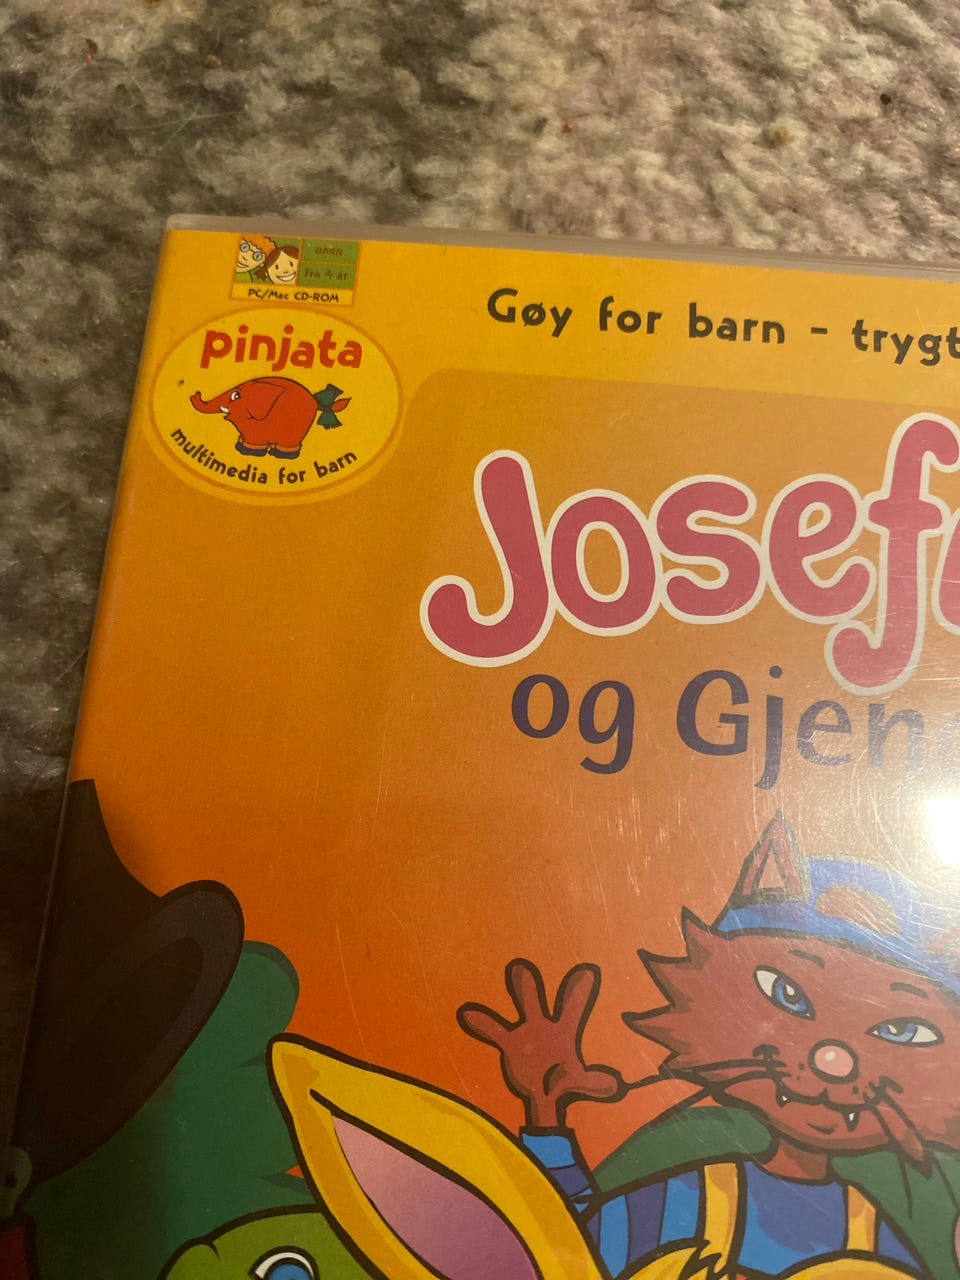 BARN
fra 4 år
PC/Mac CD-ROM
pinjata
multimedia for barn
Gøy for barn - trygt
Josef
og Gjen